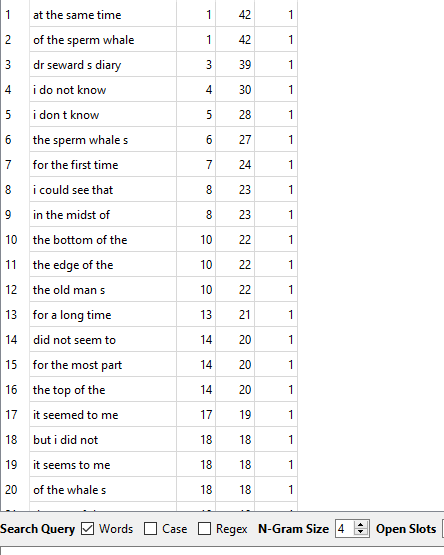 1 at the same time 1 42 1
2 of the sperm whale 1 42 1
3 dr seward s diary 3 39 1
4 i do not know 4 30 1
5 i don t know 5 28 1
6 the sperm whale s 6 27 1
7 for the first time 7 24 1
8 i could see that 8 23 1
9 in the midst of 8 23 1
10 the bottom of the 10 22 1
11 the edge of the 10 22 1
12 the old man s 10 22 1
13 for a long time 13 21 1
14 did not seem to 14 20 1
15 for the most part 14 20 1
16 the top of the 14 20 1
17 it seemed to me 17 19 1
18 but i did not 18 18 1
19 it seems to me 18 18 1
20 of the whale s 18 18 1
Search Query Words Case Regex N-Gram Size 4 Open Slots